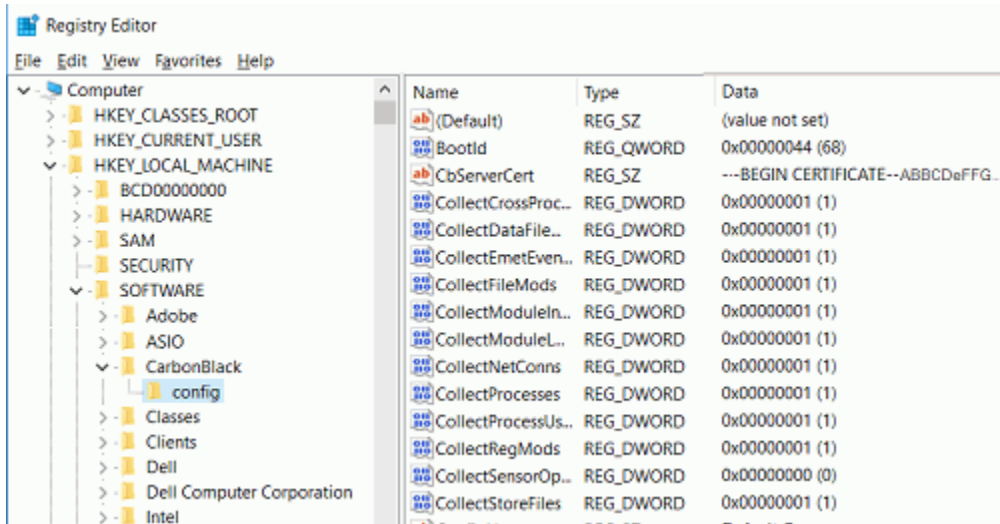 Registry Editor
File Edit View Favorites Help
Computer
HKEY_CLASSES_ROOT
HKEY_CURRENT_USER
HKEY_LOCAL_MACHINE
BCD00000000
HARDWARE
SAM
SECURITY
SOFTWARE
Adobe
ASIO
CarbonBlack
config
Classes
Clients
Dell
Dell Computer Corporation
Intel
Name Type Data
(Default) REG_SZ (value not set)
BootId REG_QWORD 0x00000044 (68)
CbServerCert REG_SZ ---BEGIN CERTIFICATE--ABBCDeFFG...
CollectCrossProc... REG_DWORD 0x00000001 (1)
CollectDataFile... REG_DWORD 0x00000001 (1)
CollectEmetEven... REG_DWORD 0x00000001 (1)
CollectFileMods REG_DWORD 0x00000001 (1)
CollectModuleIn... REG_DWORD 0x00000001 (1)
CollectModuleL... REG_DWORD 0x00000001 (1)
CollectNetConns REG_DWORD 0x00000001 (1)
CollectProcesses REG_DWORD 0x00000001 (1)
CollectProcessUs... REG_DWORD 0x00000001 (1)
CollectRegMods REG_DWORD 0x00000001 (1)
CollectSensorOp... REG_DWORD 0x00000000 (0)
CollectStoreFiles REG_DWORD 0x00000001 (1)